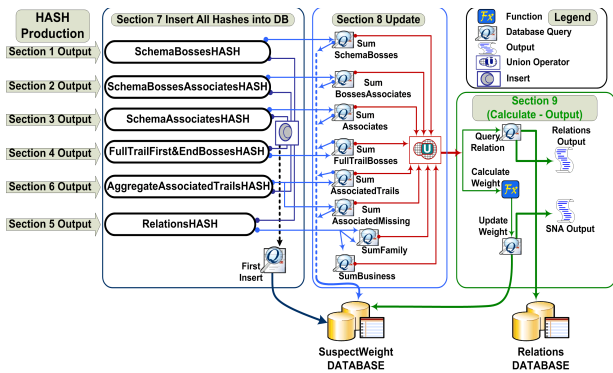 HASH
Production
Section 7 Insert All Hashes into DB
Section 8 Update
Legend
Function
Database Query
Output
Union Operator
Insert
Section 1 Output
SchemaBossesHASH
Sum
SchemaBosses
Section 2 Output
SchemaBossesAssociatesHASH
Sum
BossesAssociates
Section 3 Output
SchemaAssociatesHASH
Sum
Associates
Section 4 Output
FullTrailFirst&EndBossesHASH
Sum
FullTrailBosses
Section 6 Output
AggregateAssociatedTrailsHASH
Sum
AssociatedTrails
Section 5 Output
RelationsHASH
Sum
AssociatedMissing
SumFamily
SumBusiness
First
Insert
Section 9
(Calculate - Output)
Query
Relation
Relations
Output
Calculate
Weight
Fx
Update
Weight
SNA Output
SuspectWeight
DATABASE
Relations
DATABASE